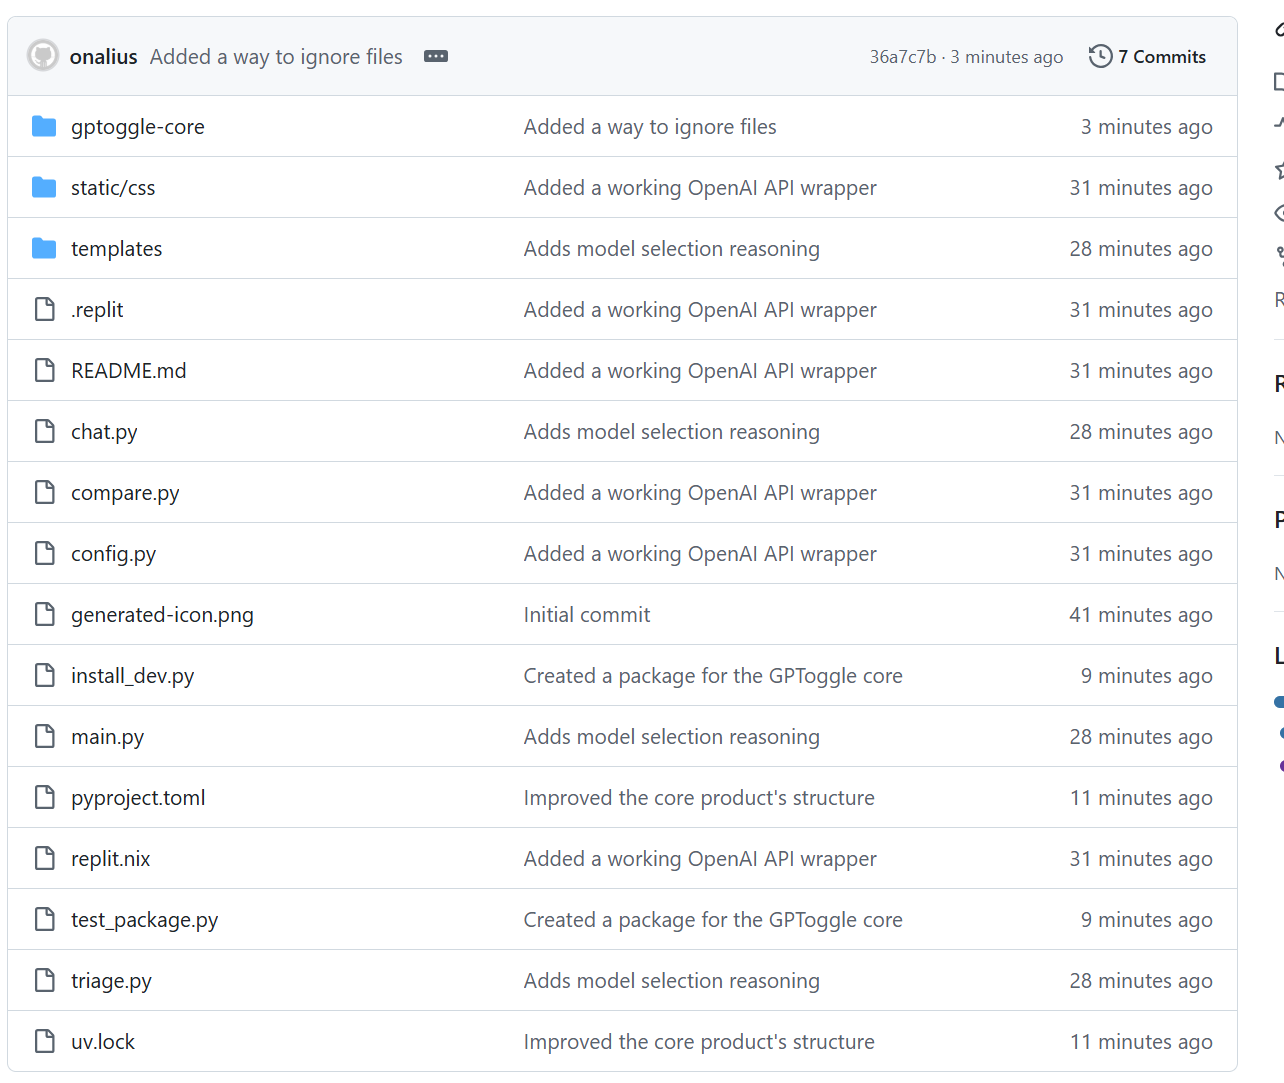 onalius Added a way to ignore files 36a7c7b · 3 minutes ago 7 Commits
gptoggle-core Added a way to ignore files 3 minutes ago
static/css Added a working OpenAI API wrapper 31 minutes ago
templates Adds model selection reasoning 28 minutes ago
.replit Added a working OpenAI API wrapper 31 minutes ago
README.md Added a working OpenAI API wrapper 31 minutes ago
chat.py Adds model selection reasoning 28 minutes ago
compare.py Added a working OpenAI API wrapper 31 minutes ago
config.py Added a working OpenAI API wrapper 31 minutes ago
generated-icon.png Initial commit 41 minutes ago
install_dev.py Created a package for the GPToggle core 9 minutes ago
main.py Adds model selection reasoning 28 minutes ago
pyproject.toml Improved the core product's structure 11 minutes ago
replit.nix Added a working OpenAI API wrapper 31 minutes ago
test_package.py Created a package for the GPToggle core 9 minutes ago
triage.py Adds model selection reasoning 28 minutes ago
uv.lock Improved the core product's structure 11 minutes ago